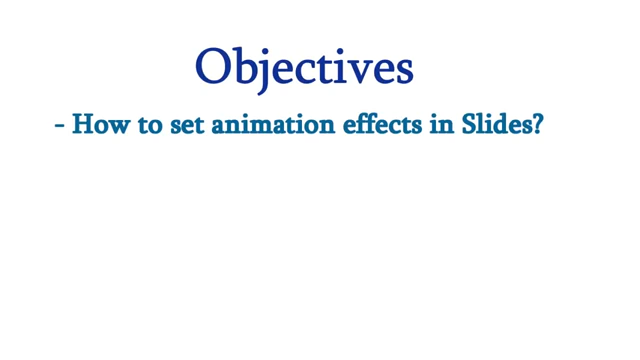 Objectives
- How to set animation effects in Slides?